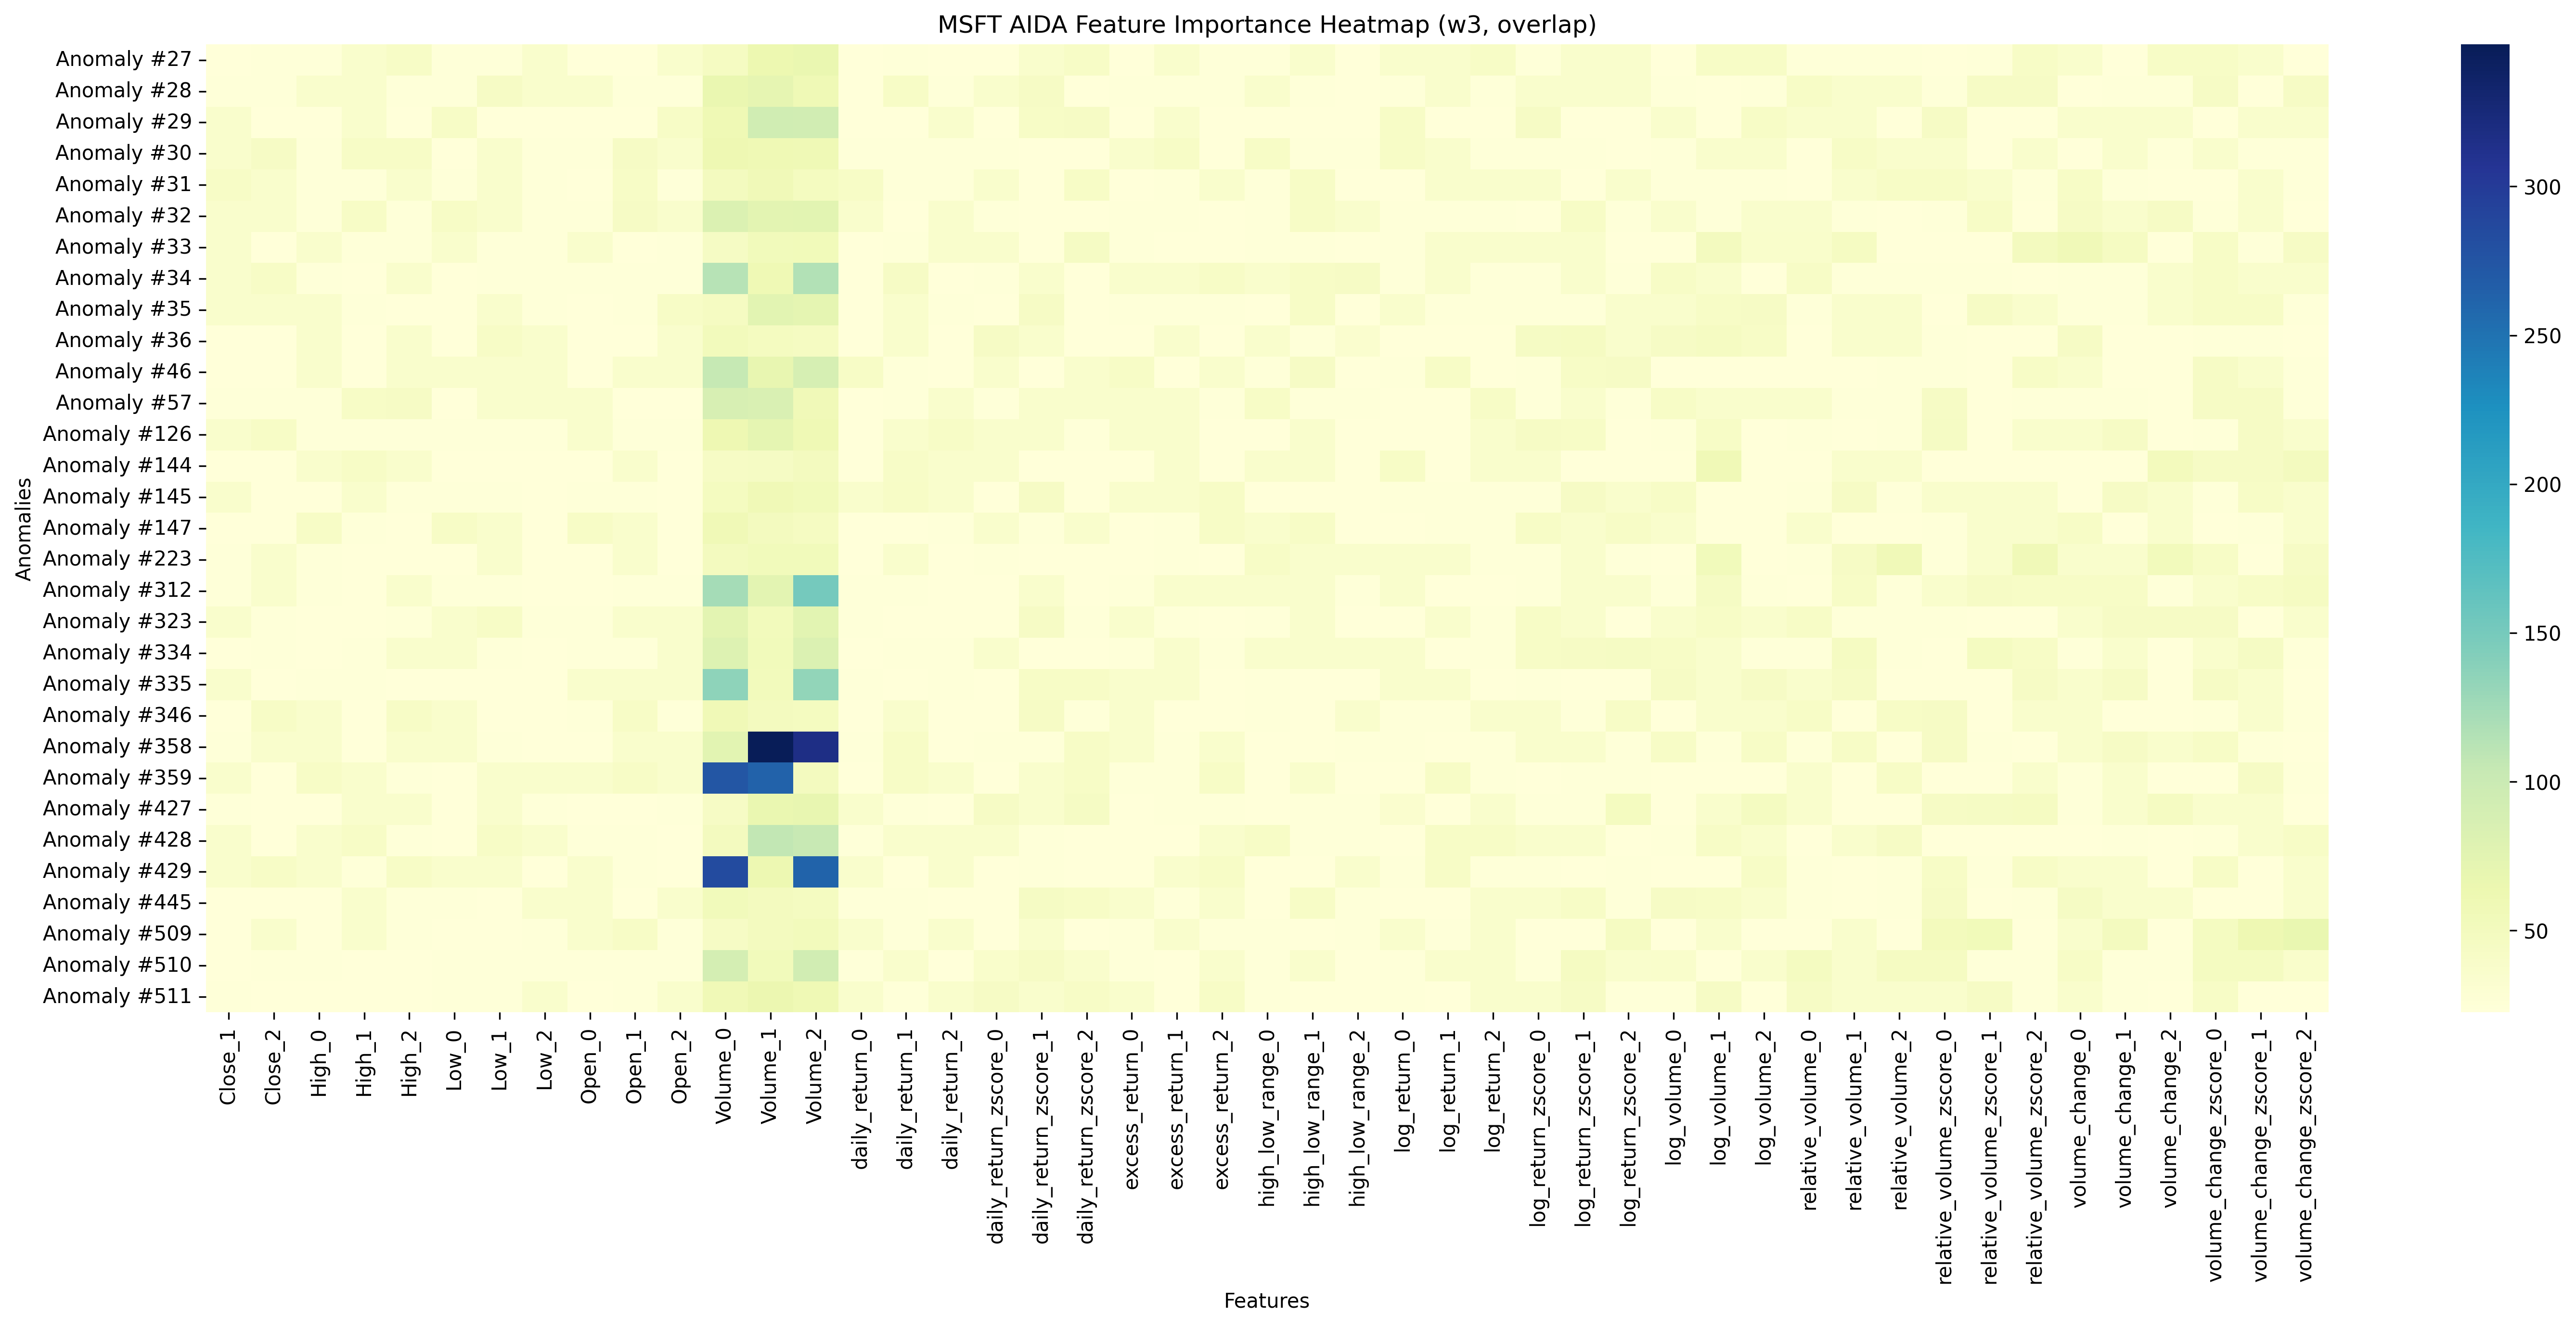 MSFT AIDA Feature Importance Heatmap (w3, overlap)
Anomalies
Anomaly #27
Anomaly #28
Anomaly #29
Anomaly #30
Anomaly #31
Anomaly #32
Anomaly #33
Anomaly #34
Anomaly #35
Anomaly #36
Anomaly #46
Anomaly #57
Anomaly #126
Anomaly #144
Anomaly #145
Anomaly #147
Anomaly #223
Anomaly #312
Anomaly #323
Anomaly #334
Anomaly #335
Anomaly #346
Anomaly #358
Anomaly #359
Anomaly #427
Anomaly #428
Anomaly #429
Anomaly #445
Anomaly #509
Anomaly #510
Anomaly #511
Close_1
Close_2
High_0
High_1
High_2
Low_0
Low_1
Low_2
Open_0
Open_1
Open_2
Volume_0
Volume_1
Volume_2
daily_return_0
daily_return_1
daily_return_2
daily_return_zscore_0
daily_return_zscore_1
daily_return_zscore_2
excess_return_0
excess_return_1
excess_return_2
high_low_range_0
high_low_range_1
high_low_range_2
log_return_0
log_return_1
log_return_2
log_return_zscore_0
log_return_zscore_1
log_return_zscore_2
log_volume_0
log_volume_1
log_volume_2
relative_volume_0
relative_volume_1
relative_volume_2
relative_volume_zscore_0
relative_volume_zscore_1
relative_volume_zscore_2
volume_change_0
volume_change_1
volume_change_2
volume_change_zscore_0
volume_change_zscore_1
volume_change_zscore_2
Features
300
250
200
150
100
50